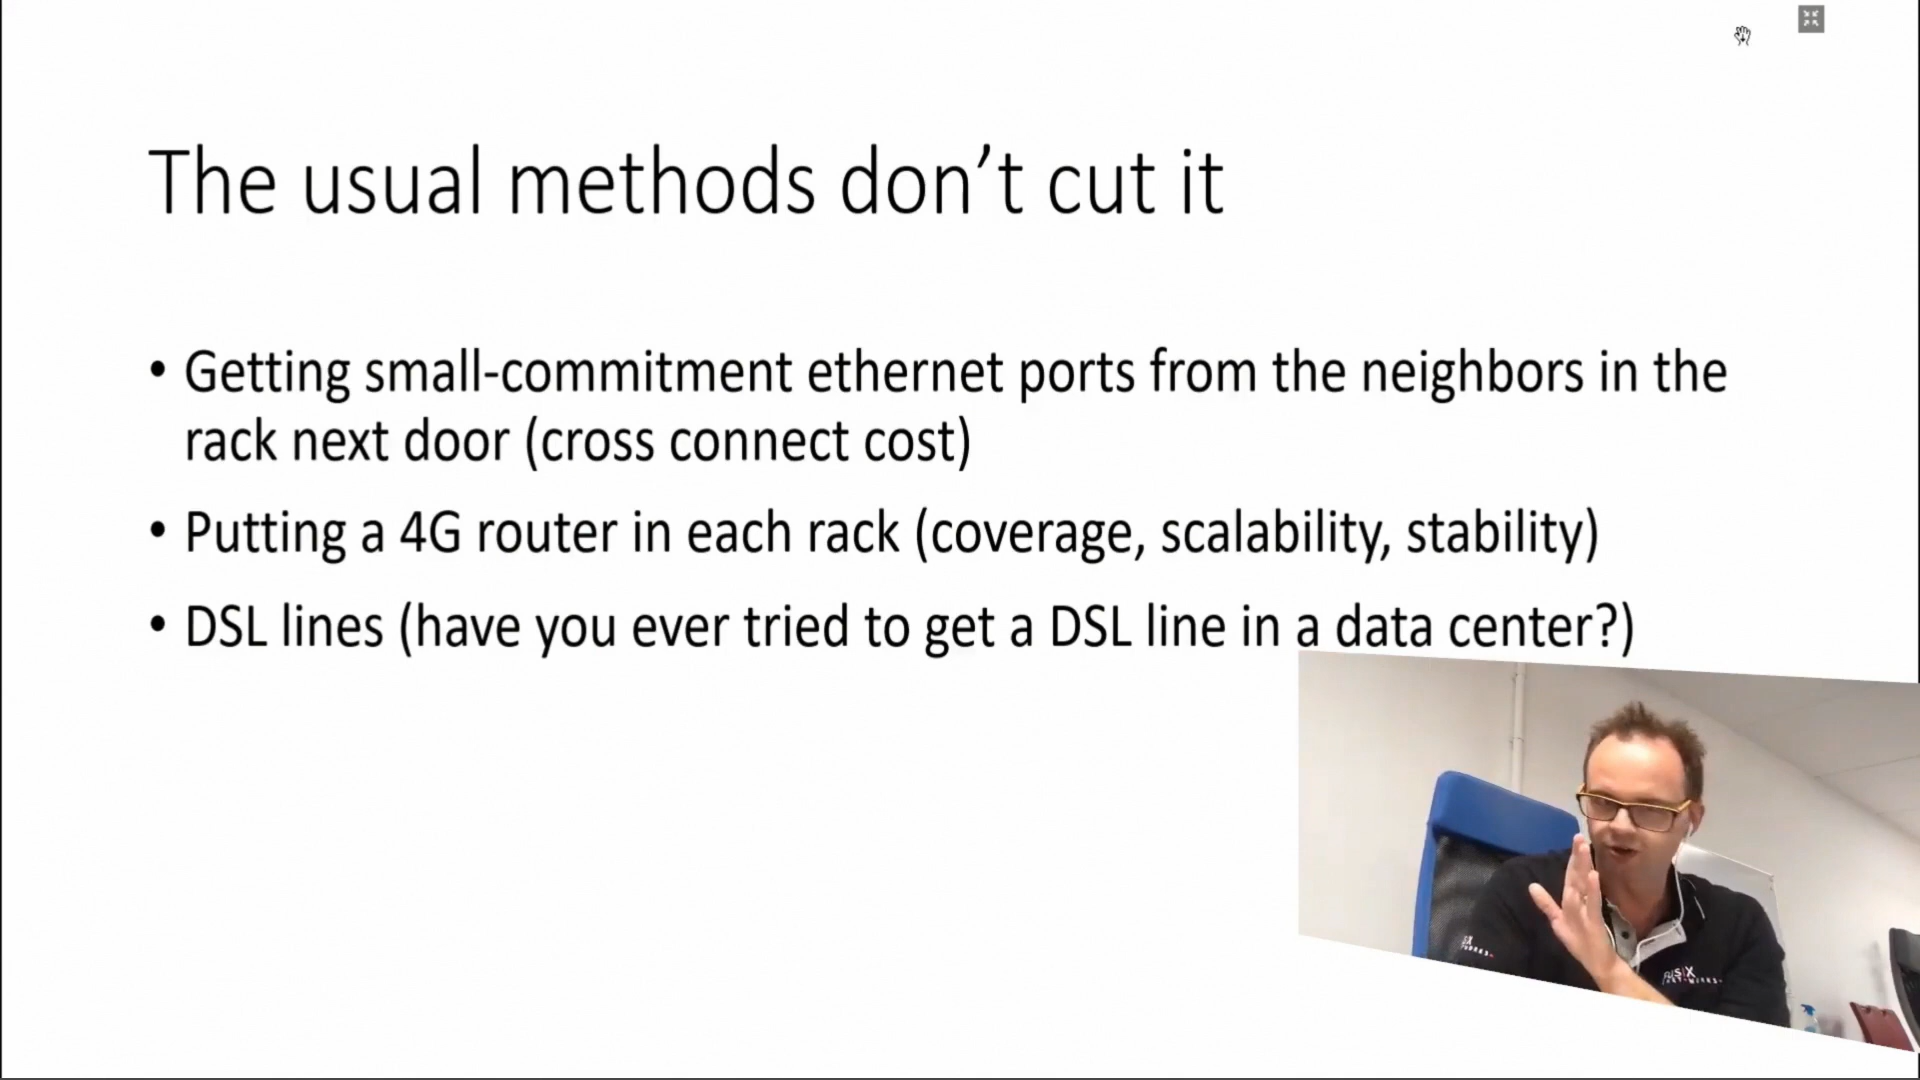 The usual methods don’t cut it
• Getting small-commitment ethernet ports from the neighbors in the
rack next door (cross connect cost)
• Putting a 4G router in each rack (coverage, scalability, stability)
• DSL lines (have you ever tried to get a DSL line in a data center?)